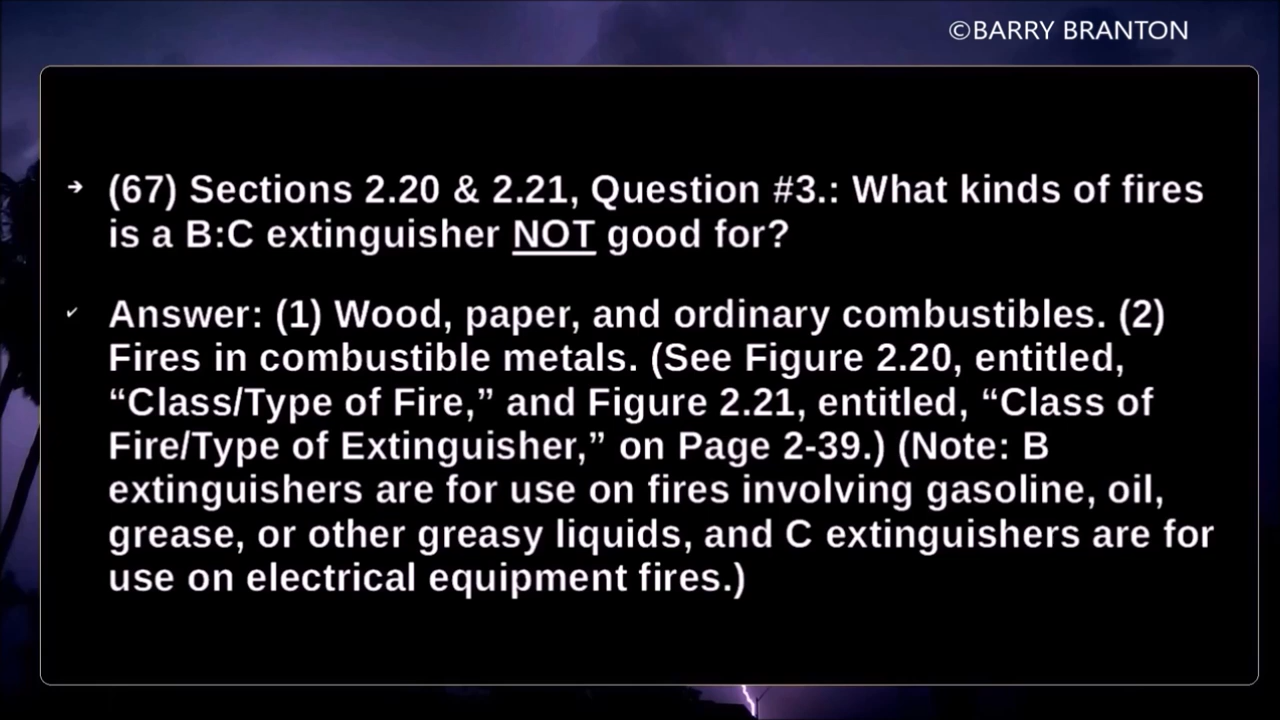 ©BARRY BRANTON
➔ (67) Sections 2.20 & 2.21, Question #3.: What kinds of fires
is a B:C extinguisher NOT good for?
✔ Answer: (1) Wood, paper, and ordinary combustibles. (2)
Fires in combustible metals. (See Figure 2.20, entitled,
“Class/Type of Fire,” and Figure 2.21, entitled, “Class of
Fire/Type of Extinguisher,” on Page 2-39.) (Note: B
extinguishers are for use on fires involving gasoline, oil,
grease, or other greasy liquids, and C extinguishers are for
use on electrical equipment fires.)